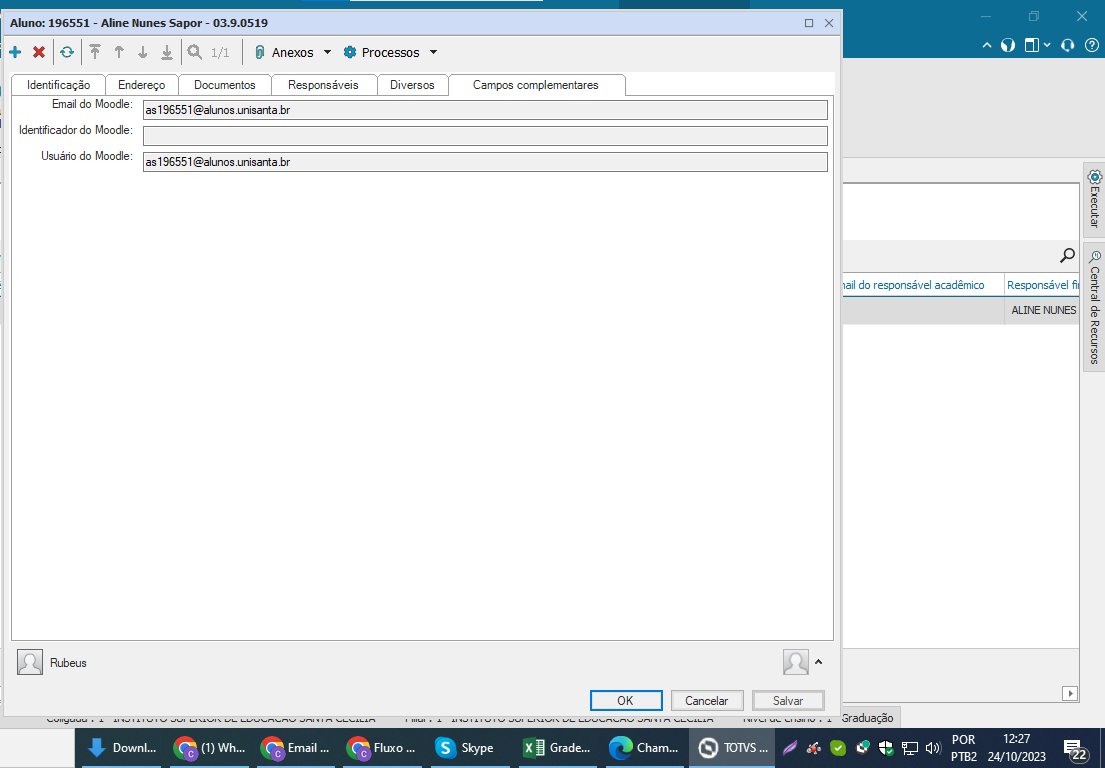 Aluno: 196551 - Aline Nunes Sapor - 03.9.0519
1/1 Anexos Processos
Identificação Endereço Documentos Responsáveis Diversos Campos complementares
Email do Moodle: as196551@alunos.unisanta.br
Identificador do Moodle:
Usuário do Moodle: as196551@alunos.unisanta.br
Executar
Central de Recursos
ail do responsável acadêmico Responsável fi
ALINE NUNES
Rubeus
OK Cancelar Salvar
Coligada : 1 - INSTITUTO SUPERIOR DE EDUCACAO SANTA CECILIA Filial : 1 - INSTITUTO SUPERIOR DE EDUCACAO SANTA CECILIA Nível de ensino : 1 Graduação
Downl... (1) Wh... Email ... Fluxo ... Skype Grade... Cham... TOTVS ... POR 12:27
PTB2 24/10/2023 22